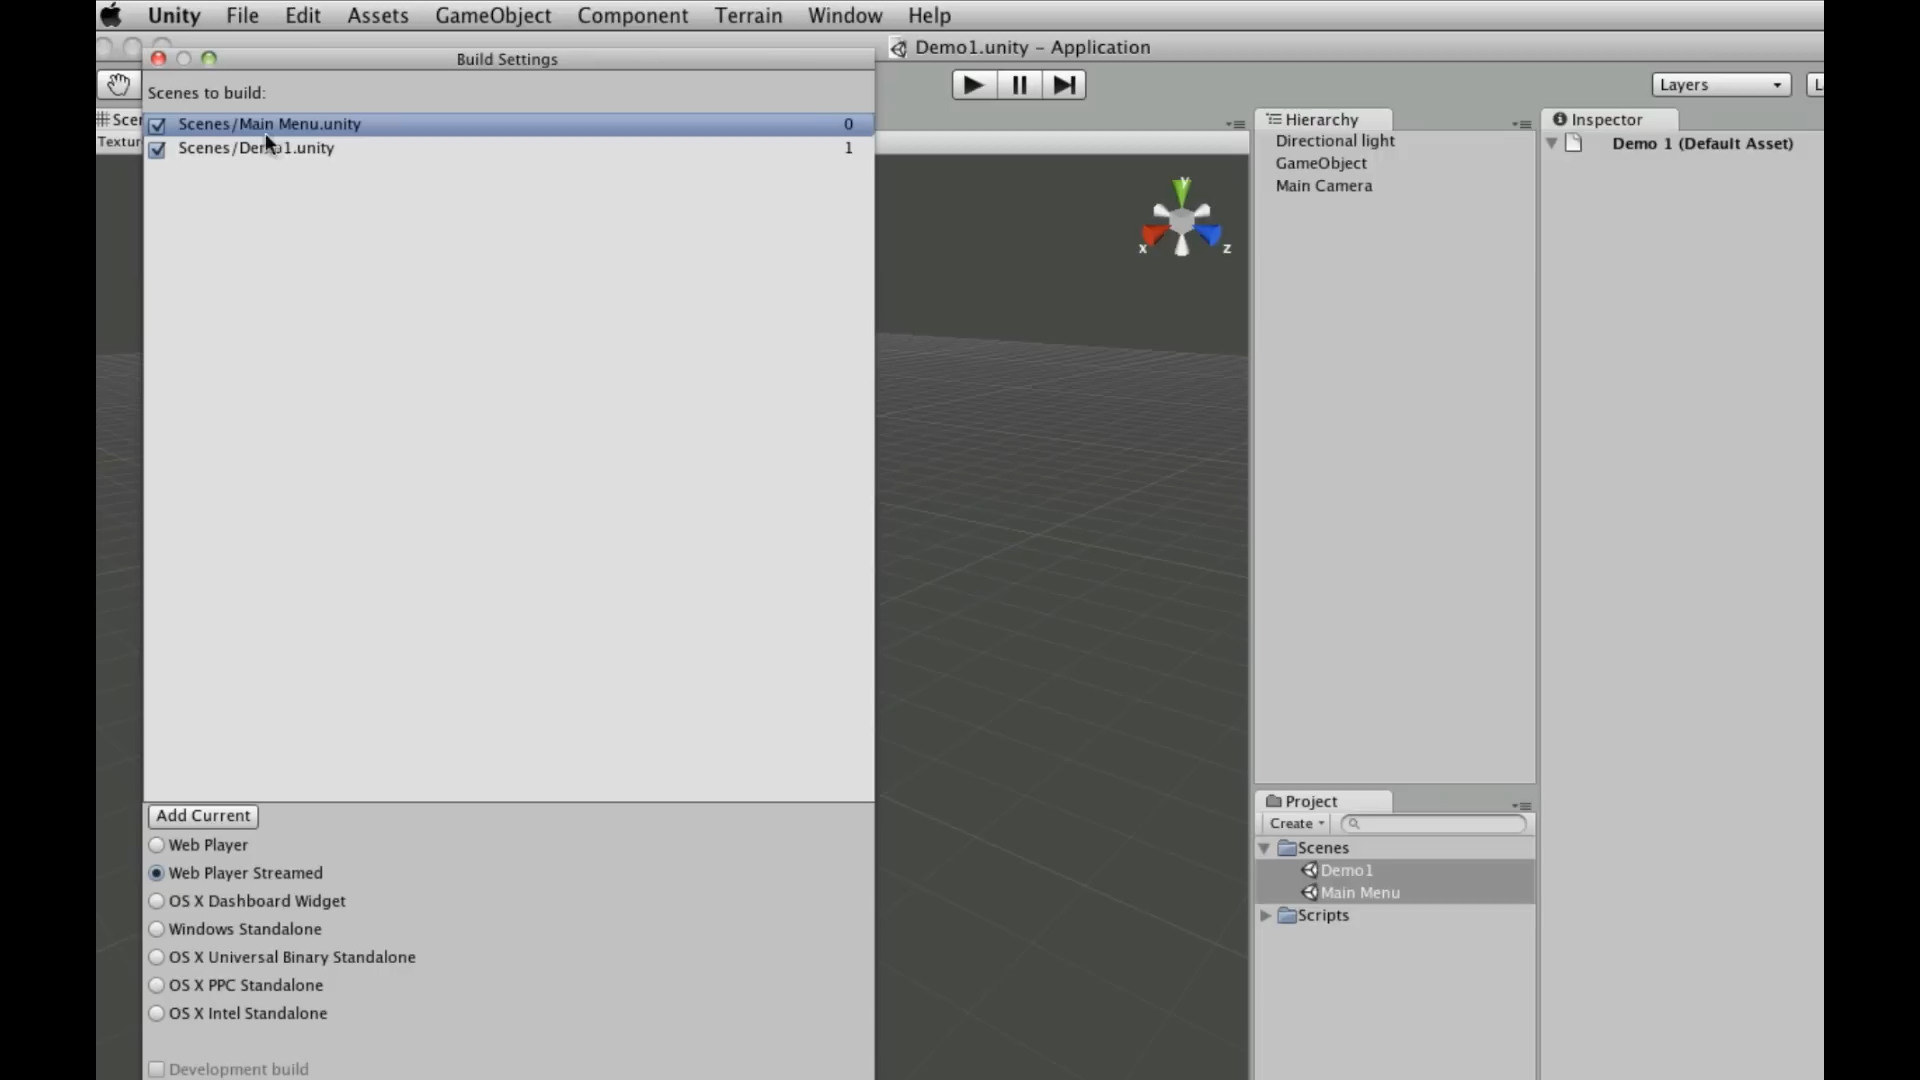 Unity File Edit Assets GameObject Component Terrain Window Help
Demo1.unity – Application
Build Settings
Layers
Scenes to build:
Scenes/Main Menu.unity 0
Scenes/Demo1.unity 1
Hierarchy
Directional light
GameObject
Main Camera
Inspector
Demo 1 (Default Asset)
y
x
z
Add Current
Web Player
Web Player Streamed
OS X Dashboard Widget
Windows Standalone
OS X Universal Binary Standalone
OS X PPC Standalone
OS X Intel Standalone
Development build
Project
Create
Scenes
Demo1
Main Menu
Scripts